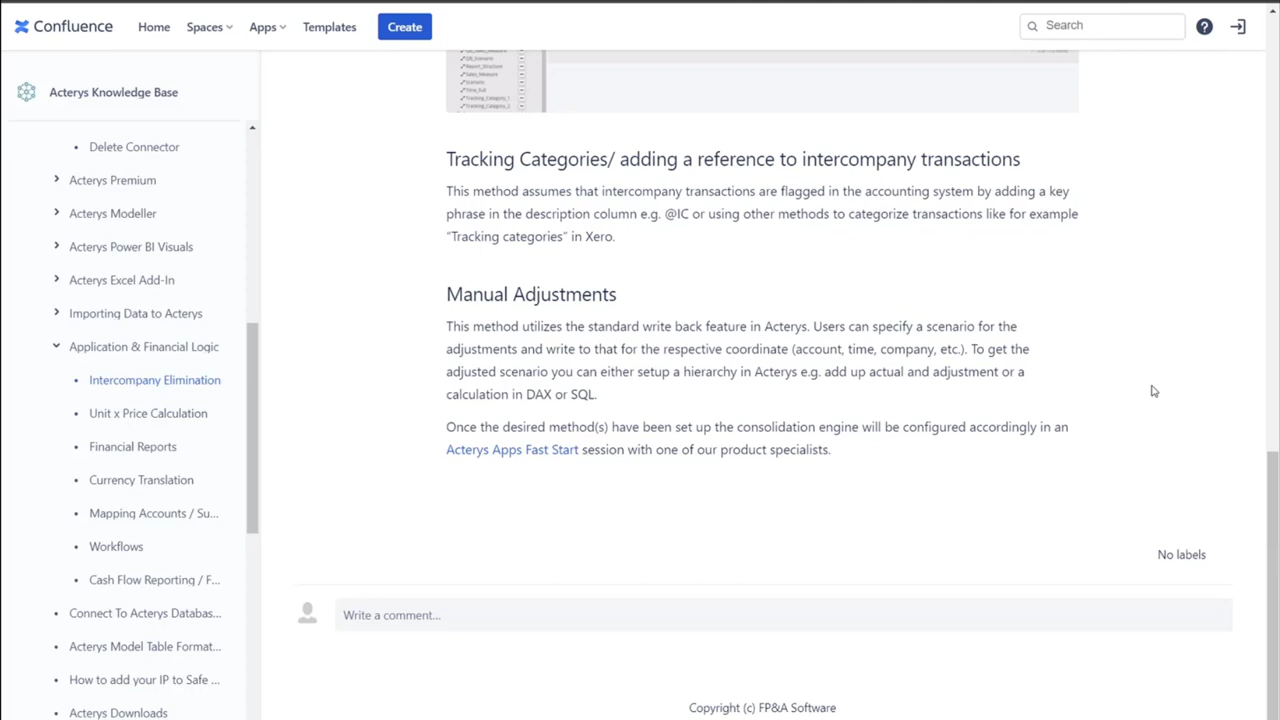 Confluence
Home
Spaces
Apps
Templates
Create
Search
Acterys Knowledge Base
Delete Connector
Acterys Premium
Acterys Modeller
Acterys Power BI Visuals
Acterys Excel Add-In
Importing Data to Acterys
Application & Financial Logic
Intercompany Elimination
Unit x Price Calculation
Financial Reports
Currency Translation
Mapping Accounts / Su...
Workflows
Cash Flow Reporting / F...
Connect To Acterys Databas...
Acterys Model Table Format...
How to add your IP to Safe ...
Acterys Downloads
Report_Structure
Sales_Measure
Scenario
Time_Full
Tracking_Category_1
Tracking_Category_2
Tracking Categories/ adding a reference to intercompany transactions
This method assumes that intercompany transactions are flagged in the accounting system by adding a key
phrase in the description column e.g. @IC or using other methods to categorize transactions like for example
“Tracking categories” in Xero.
Manual Adjustments
This method utilizes the standard write back feature in Acterys. Users can specify a scenario for the
adjustments and write to that for the respective coordinate (account, time, company, etc.). To get the
adjusted scenario you can either setup a hierarchy in Acterys e.g. add up actual and adjustment or a
calculation in DAX or SQL.
Once the desired method(s) have been set up the consolidation engine will be configured accordingly in an
Acterys Apps Fast Start session with one of our product specialists.
No labels
Write a comment...
Copyright (c) FP&A Software